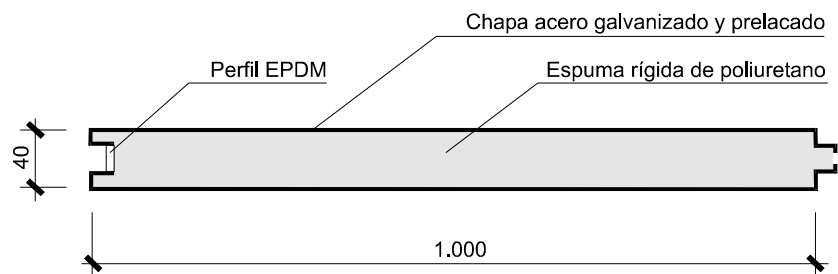 Chapa acero galvanizado y prelacado
Perfil EPDM
Espuma rígida de poliuretano
40
1.000